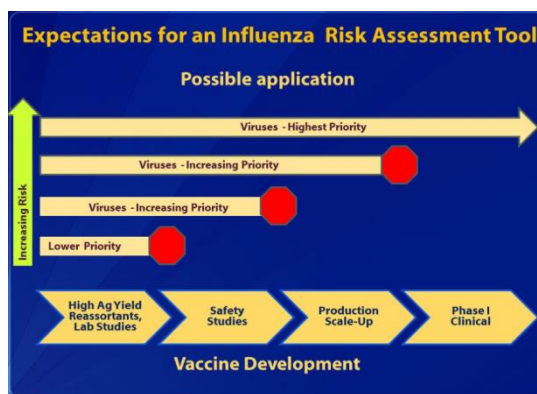 Expectations for an Influenza Risk Assessment Tool
Possible application
Viruses - Highest Priority
Viruses - Increasing Priority
Viruses - Increasing Priority
Lower Priority
Increasing Risk
High Ag Yield
Reassortants,
Lab Studies
Safety
Studies
Production
Scale-Up
Phase I
Clinical
Vaccine Development